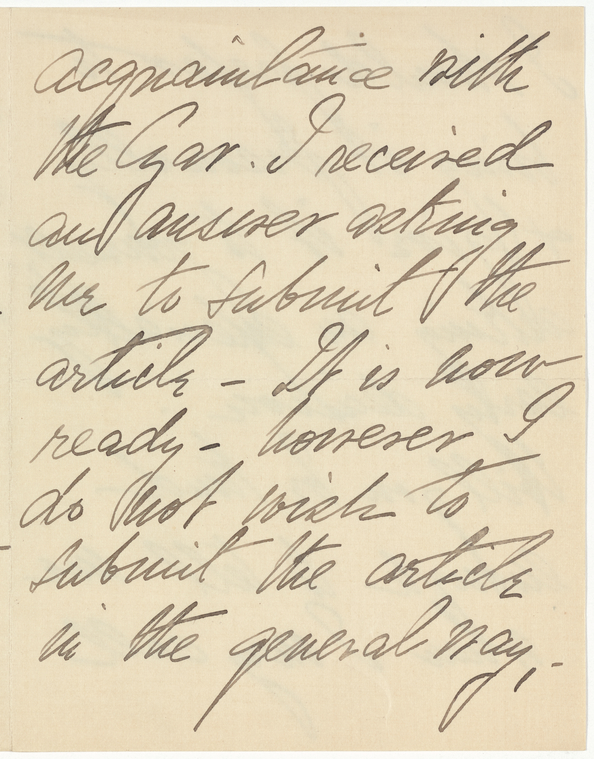 acquaintance with
the Czar. I received
an answer asking
me to submit the
article - It is now
ready - however I
do not wish to
submit the article
in the general way, -